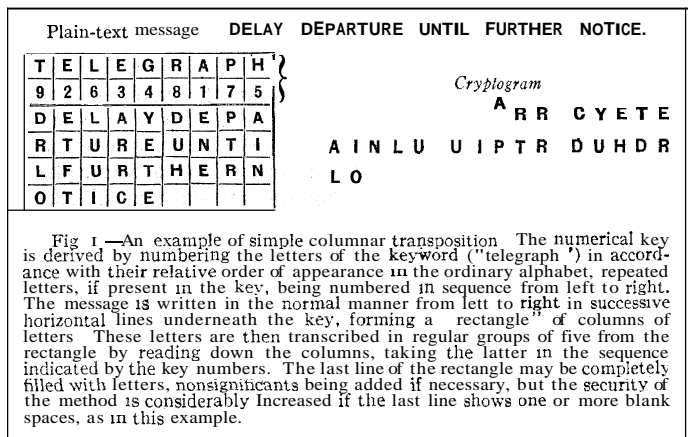 Plain-text message DELAY DEPARTURE UNTIL FURTHER NOTICE.
T E L E G R A P H
9 2 6 3 4 8 1 7 5
D E L A Y D E P A
R T U R E U N T I
L F U R T H E R N
O T I C E
Cryptogram
A R R C Y E T E
A I N L U U I P T R D U H D R
L O
Fig 1 —An example of simple columnar transposition The numerical key
is derived by numbering the letters of the keyword ("telegraph ') in accord-
ance with their relative order of appearance in the ordinary alphabet, repeated
letters, if present in the key, being numbered in sequence from left to right.
The message is written in the normal manner from lett to right in successive
horizontal lines underneath the key, forming a rectangle" of columns of
letters These letters are then transcribed in regular groups of five from the
rectangle by reading down the columns, taking the latter in the sequence
indicated by the key numbers. The last line of the rectangle may be completely
filled with letters, nonsignificants being added if necessary, but the security of
the method is considerably Increased if the last line shows one or more blank
spaces, as in this example.